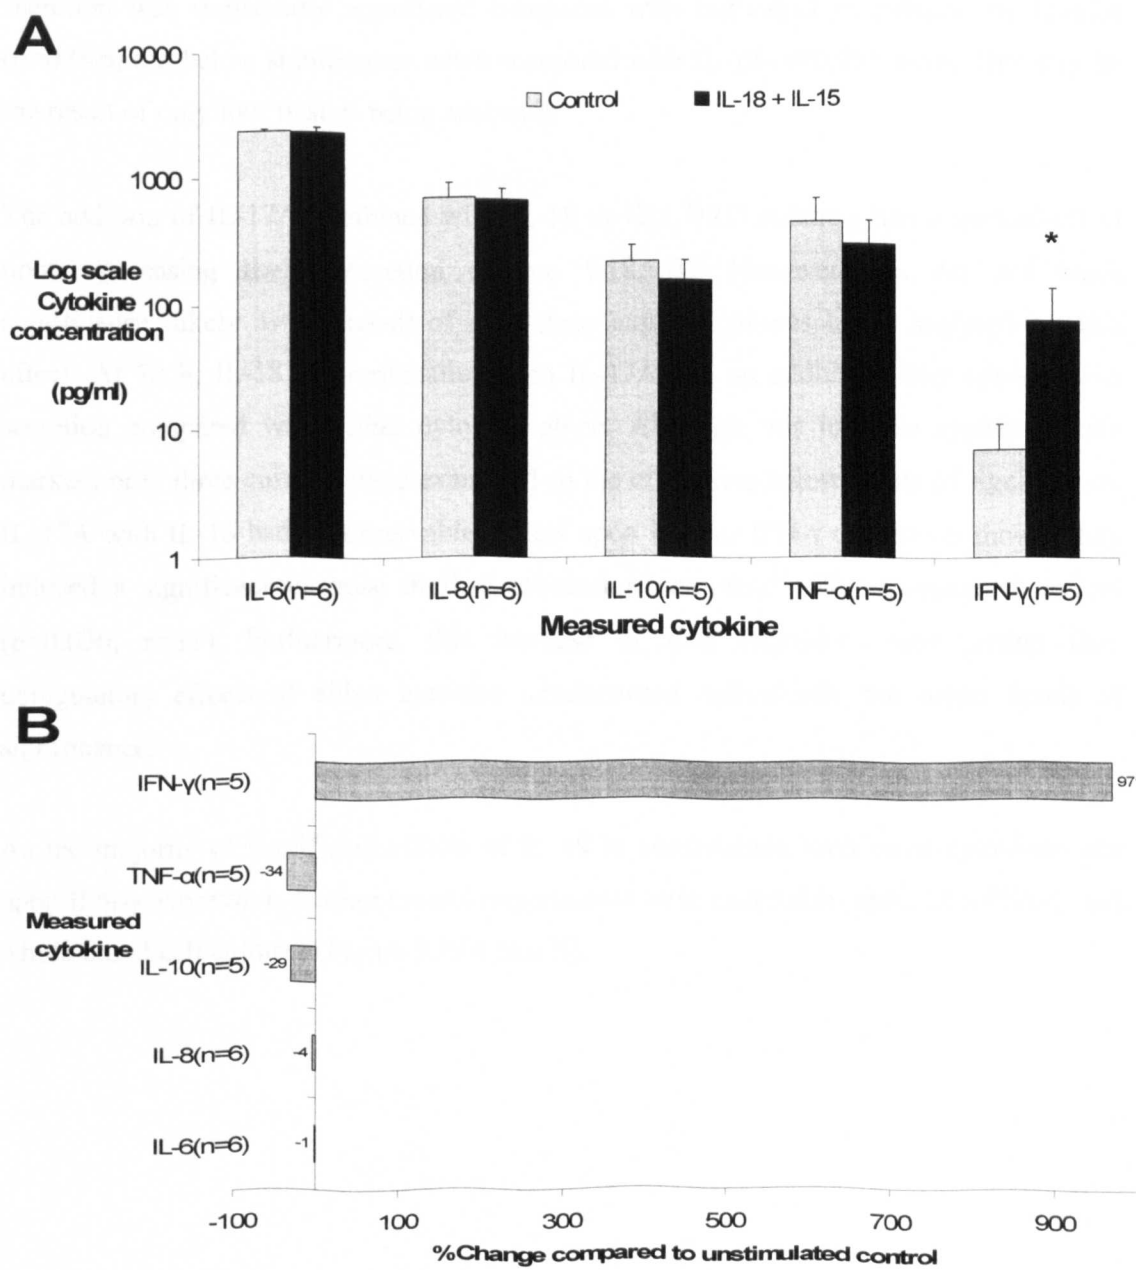 A
10000
Control
IL-18 + IL-15
1000
Log scale
Cytokine
concentration
(pg/ml)
100
*
10
1
IL-6(n=6)
IL-8(n=6)
IL-10(n=5)
TNF-α(n=5)
IFN-γ(n=5)
Measured cytokine
B
IFN-γ(n=5)
97
TNF-α(n=5)
-34
Measured
cytokine
IL-10(n=5)
-29
IL-8(n=6)
-4
IL-6(n=6)
-1
-100
100
300
500
700
900
%Change compared to unstimulated control